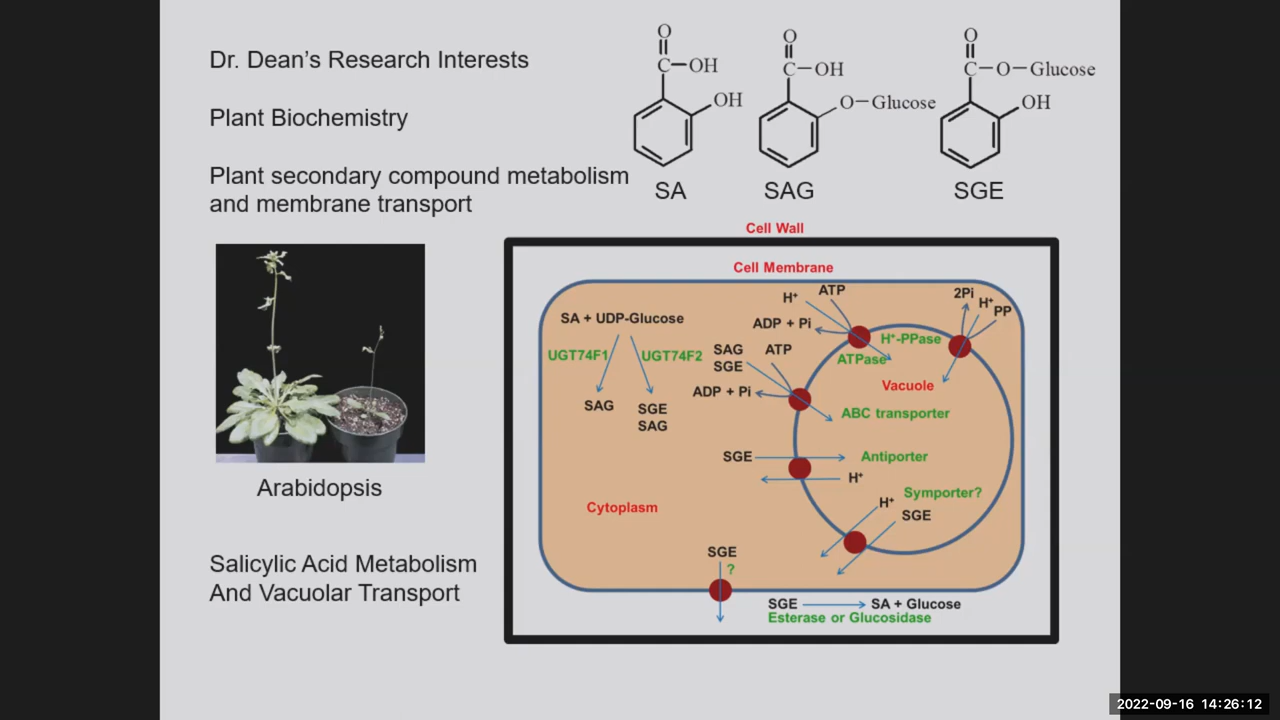 Dr. Dean's Research Interests
Plant Biochemistry
Plant secondary compound metabolism
and membrane transport
O
C–OH
OH
SA
O
C–OH
O–Glucose
SAG
O
C–O–Glucose
OH
SGE
Arabidopsis
Salicylic Acid Metabolism
And Vacuolar Transport
Cell Wall
Cell Membrane
SA + UDP-Glucose
UGT74F1
UGT74F2
SAG
SGE
SAG
H⁺
ATP
ADP + Pi
ATPase
H⁺-PPase
2Pi
H⁺
PP
SAG
SGE
ATP
ADP + Pi
Vacuole
ABC transporter
SGE
Antiporter
H⁺
Symporter?
H⁺
SGE
Cytoplasm
SGE
?
SGE
SA + Glucose
Esterase or Glucosidase
2022-09-16 14:26:12